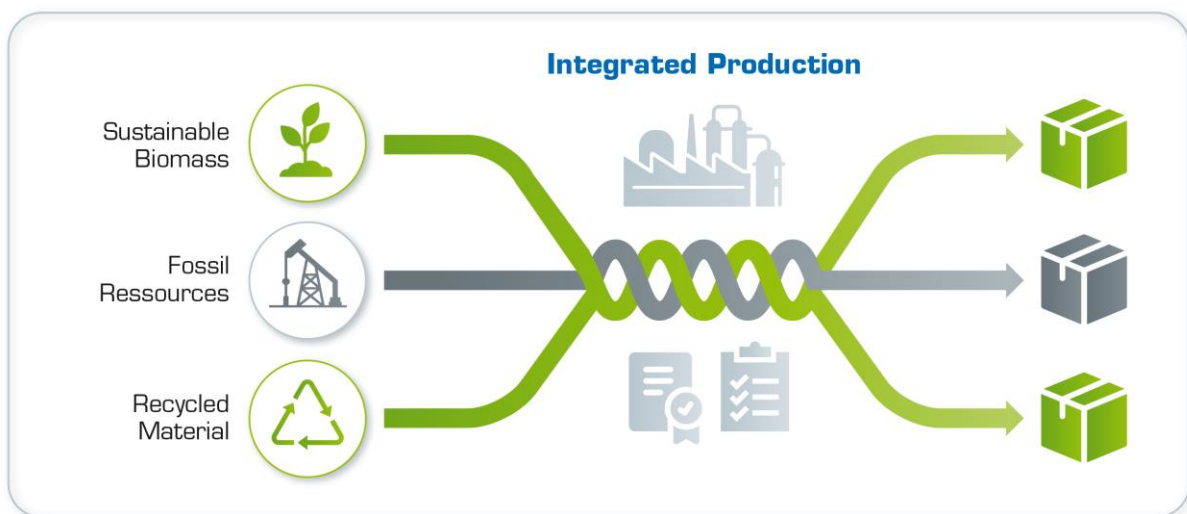 Integrated Production
Sustainable
Biomass
Fossil
Ressources
Recycled
Material